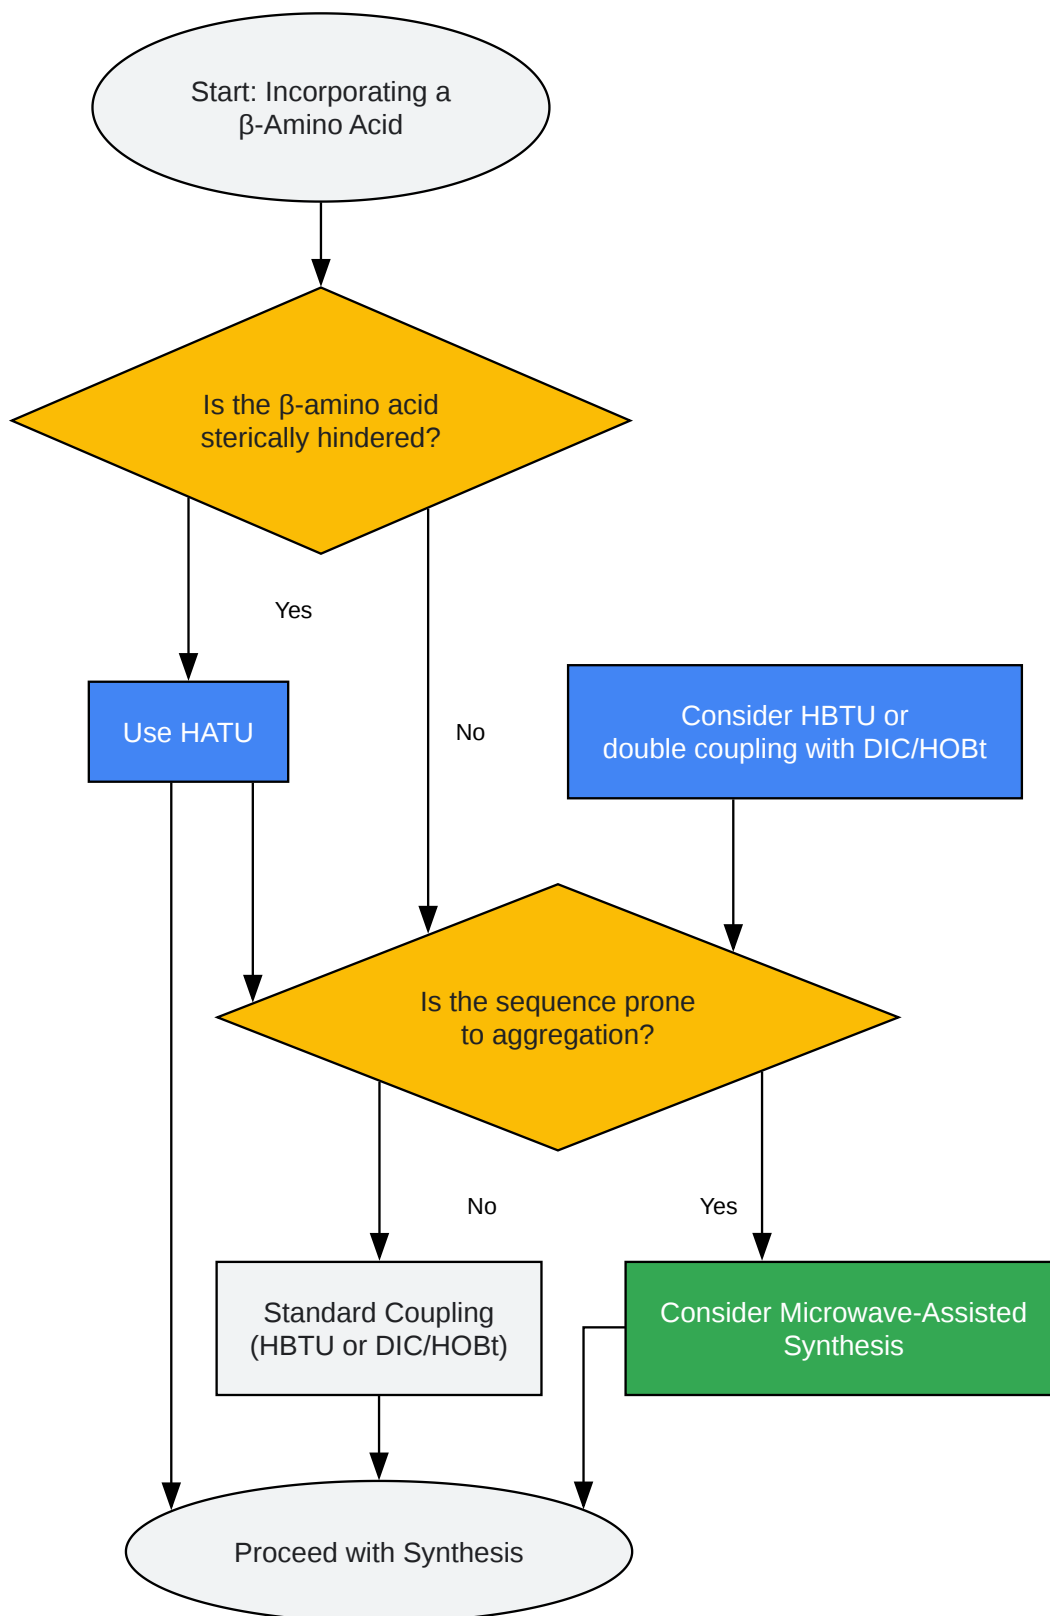 Start: Incorporating a
β-Amino Acid
Is the β-amino acid
sterically hindered?
Yes
Use HATU
No
Consider HBTU or
double coupling with DIC/HOBt
Is the sequence prone
to aggregation?
No
Yes
Standard Coupling
(HBTU or DIC/HOBt)
Consider Microwave-Assisted
Synthesis
Proceed with Synthesis